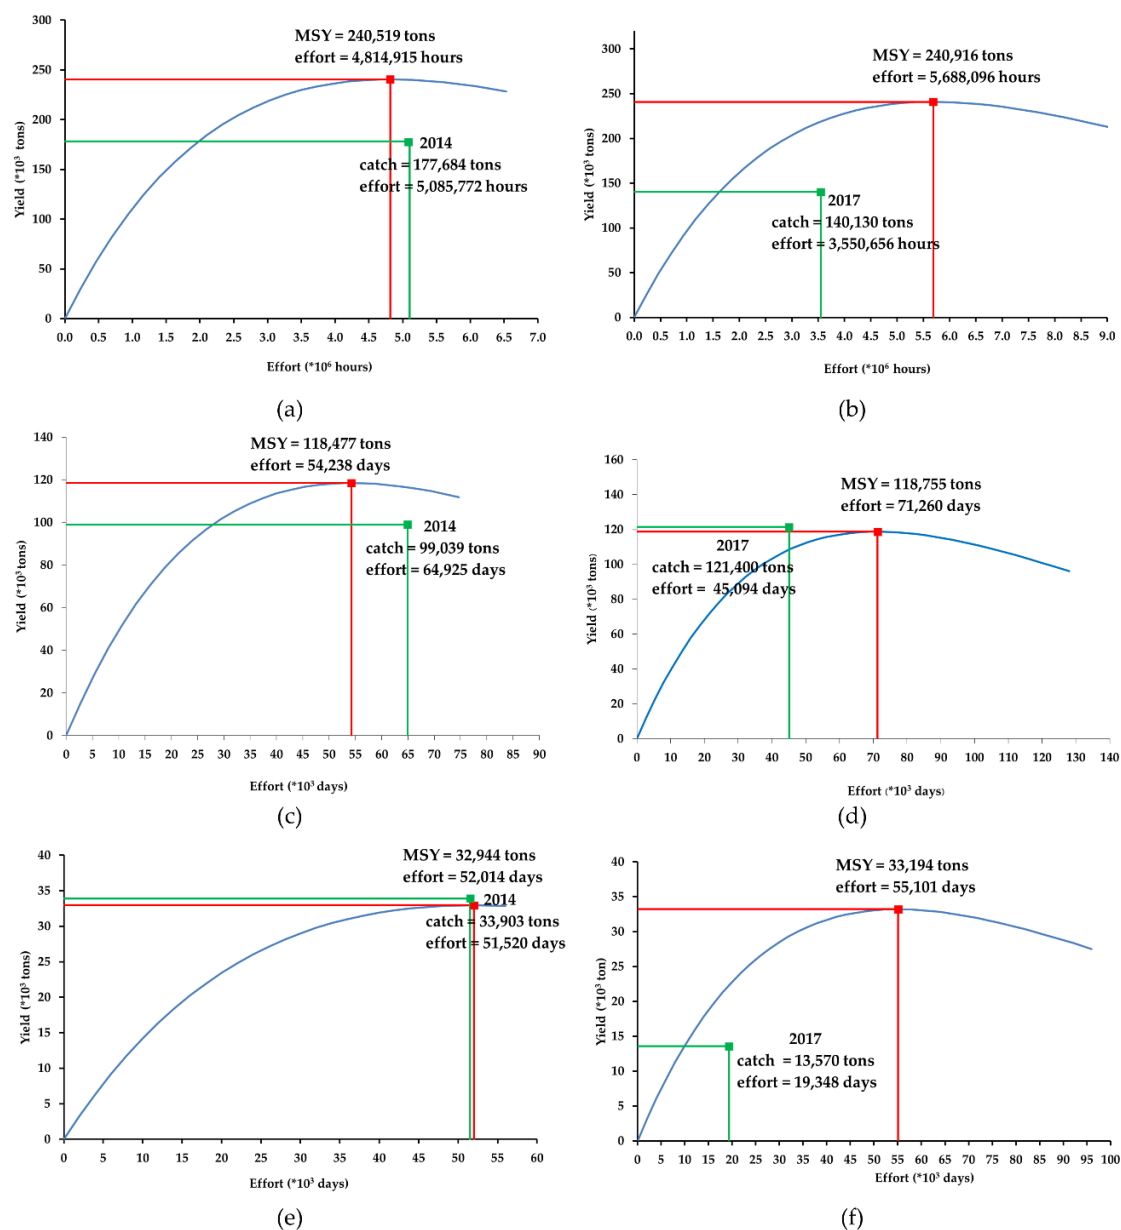 MSY = 240,519 tons
effort = 4,814,915 hours
2014
catch = 177,684 tons
effort = 5,085,772 hours
300
250
200
150
100
50
0
Yield (*10³ tons)
0.0 0.5 1.0 1.5 2.0 2.5 3.0 3.5 4.0 4.5 5.0 5.5 6.0 6.5 7.0
Effort (*10⁶ hours)
(a)
MSY = 240,916 tons
effort = 5,688,096 hours
2017
catch = 140,130 tons
effort = 3,550,656 hours
300
250
200
150
100
50
0
Yield (*10³ tons)
0.0 0.5 1.0 1.5 2.0 2.5 3.0 3.5 4.0 4.5 5.0 5.5 6.0 6.5 7.0 7.5 8.0 8.5 9.0
Effort (*10⁶ hours)
(b)
MSY = 118,477 tons
effort = 54,238 days
2014
catch = 99,039 tons
effort = 64,925 days
140
120
100
80
60
40
20
0
Yield (*10³ tons)
0 5 10 15 20 25 30 35 40 45 50 55 60 65 70 75 80 85 90
Effort (*10³ days)
(c)
MSY = 118,755 tons
effort = 71,260 days
2017
catch = 121,400 tons
effort = 45,094 days
160
140
120
100
80
60
40
20
0
Yield (*10³ tons)
0 10 20 30 40 50 60 70 80 90 100 110 120 130 140
Effort (*10³ days)
(d)
MSY = 32,944 tons
effort = 52,014 days
2014
catch = 33,903 tons
effort = 51,520 days
40
35
30
25
20
15
10
5
0
Yield (*10³ tons)
0 5 10 15 20 25 30 35 40 45 50 55 60
Effort (*10³ days)
(e)
MSY = 33,194 tons
effort = 55,101 days
2017
catch = 13,570 tons
effort = 19,348 days
40
35
30
25
20
15
10
5
0
Yield (*10³ ton)
0 5 10 15 20 25 30 35 40 45 50 55 60 65 70 75 80 85 90 95 100
Effort (*10³ days)
(f)